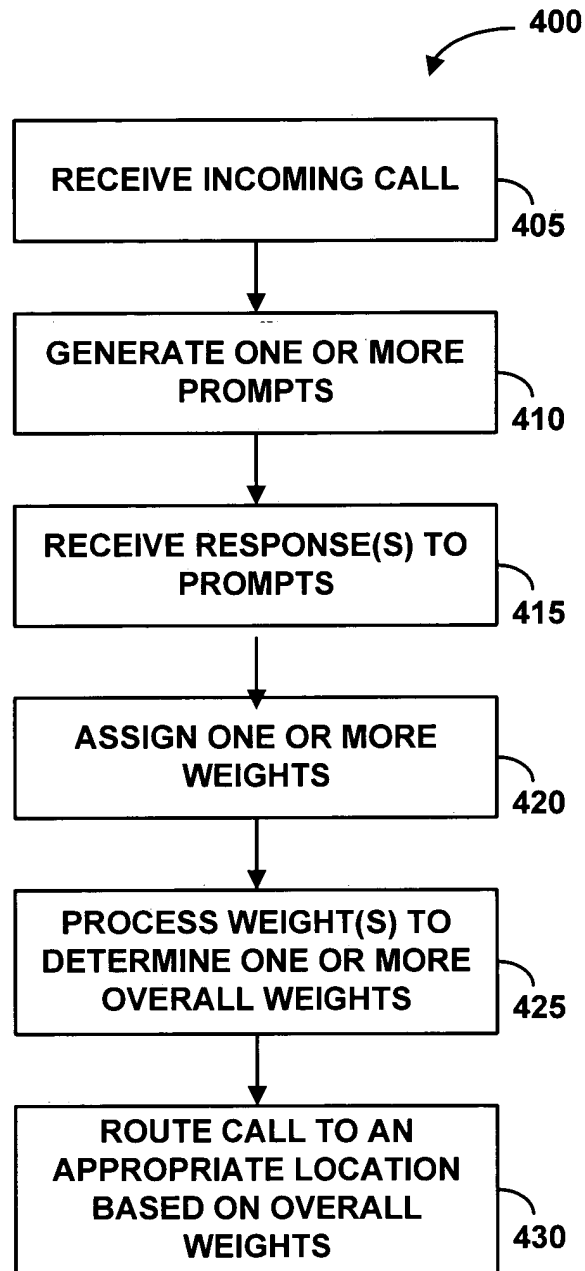 400
RECEIVE INCOMING CALL
405
GENERATE ONE OR MORE
PROMPTS
410
RECEIVE RESPONSE(S) TO
PROMPTS
415
ASSIGN ONE OR MORE
WEIGHTS
420
PROCESS WEIGHT(S) TO
DETERMINE ONE OR MORE
OVERALL WEIGHTS
425
ROUTE CALL TO AN
APPROPRIATE LOCATION
BASED ON OVERALL
WEIGHTS
430